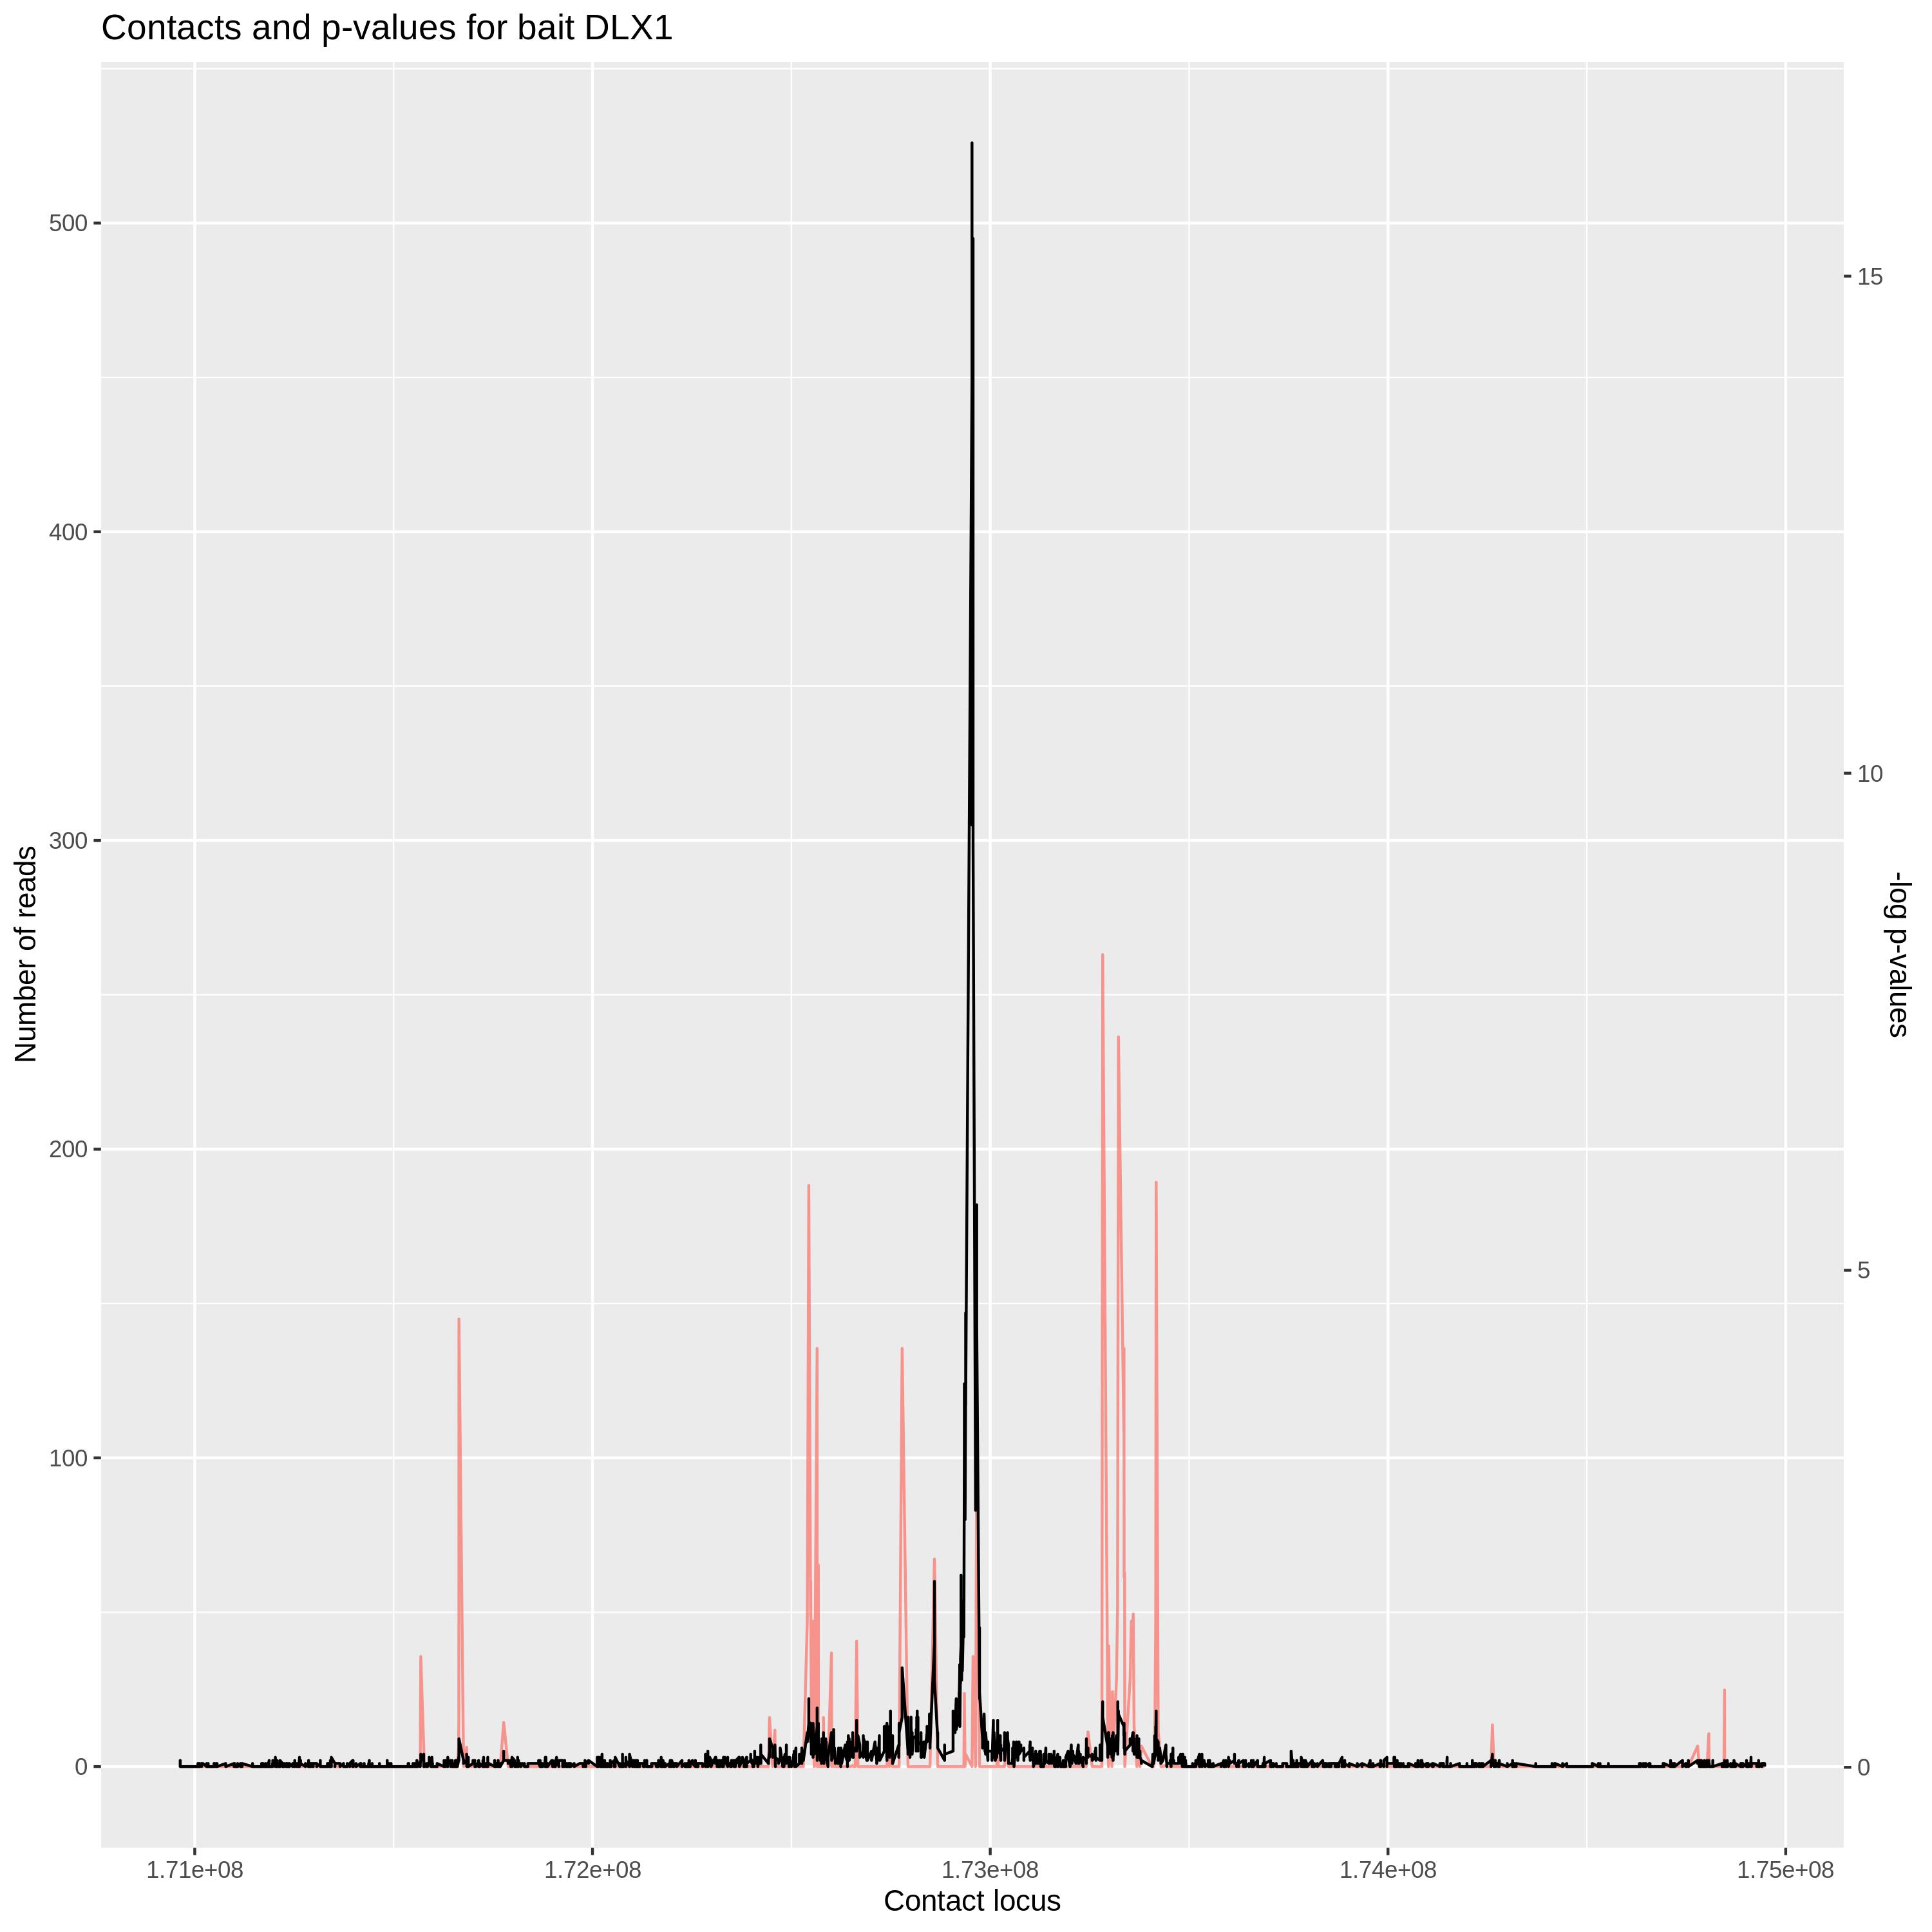 Contacts and p-values for bait DLX1
Number of reads
500
400
300
200
100
0
15
10
5
0
-log p-values
1.71e+08
1.72e+08
1.73e+08
1.74e+08
1.75e+08
Contact locus